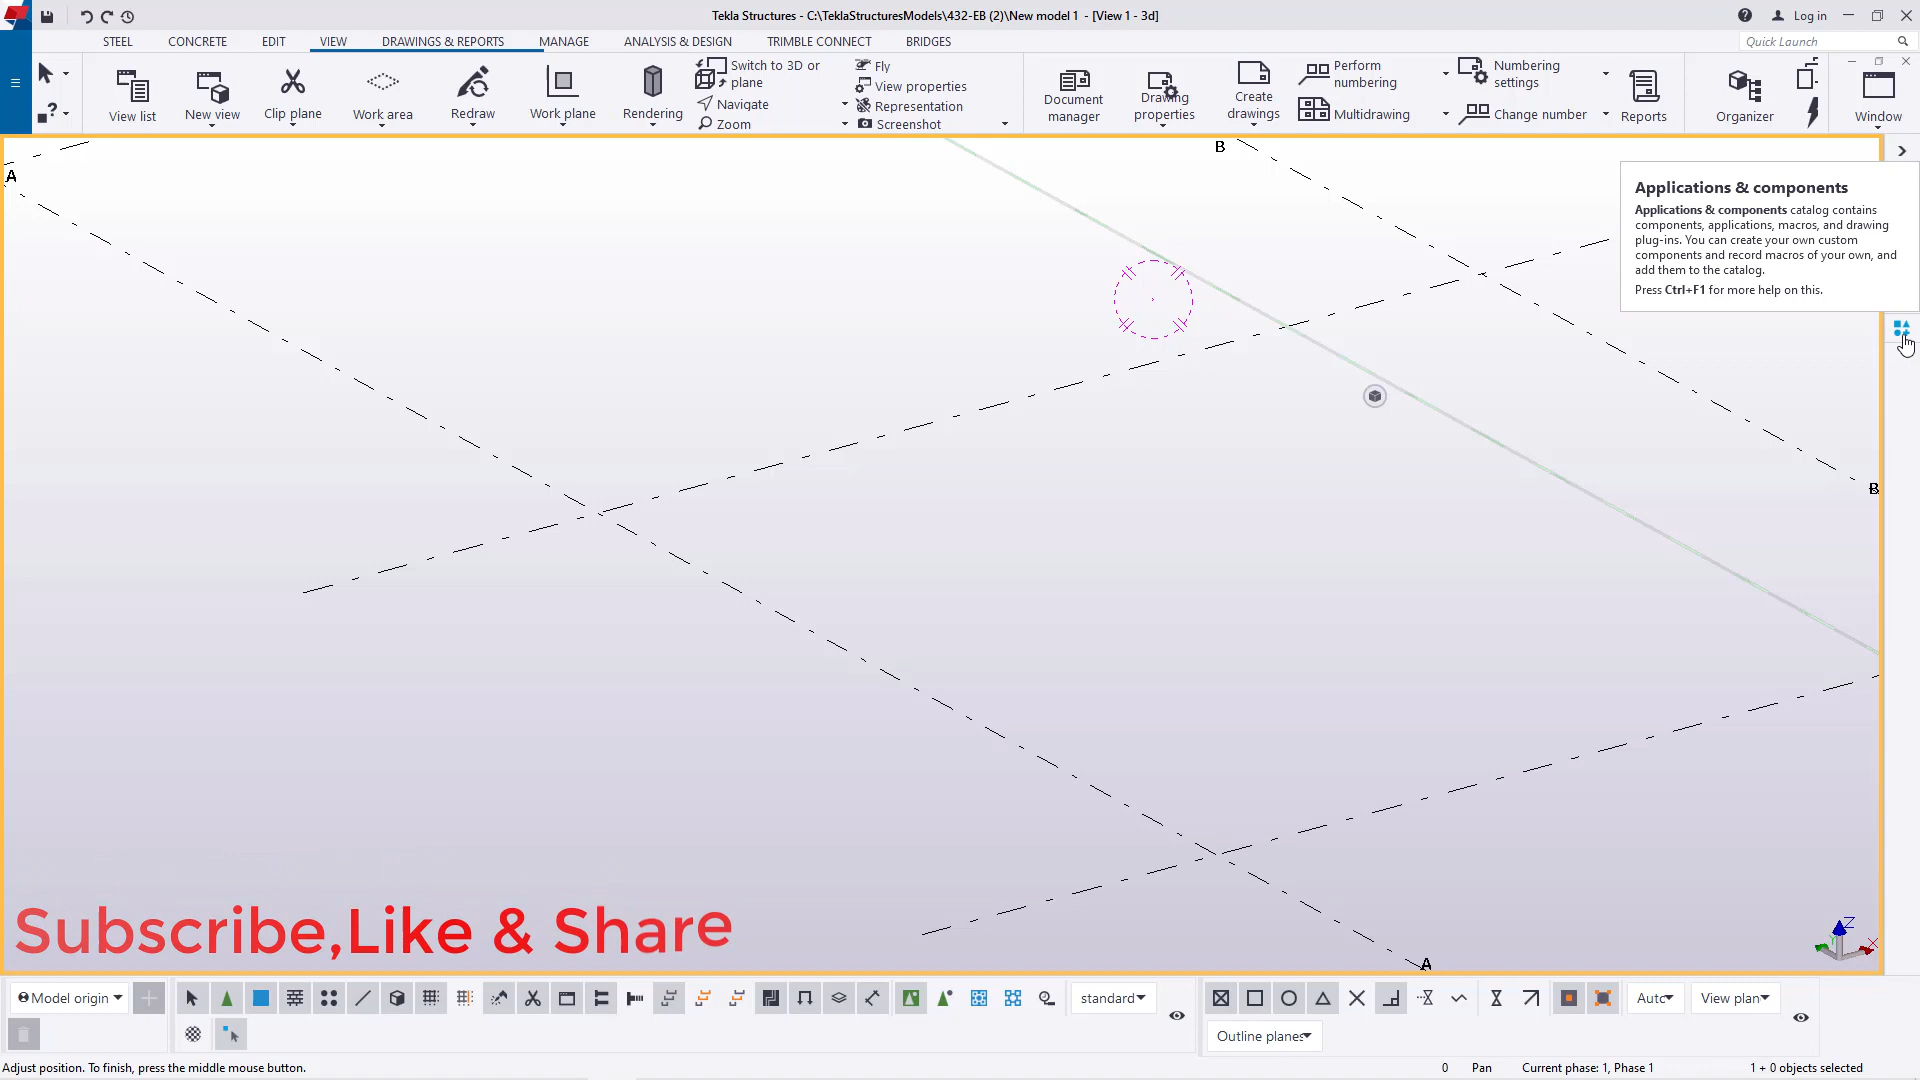 Tekla Structures - C:\TeklaStructuresModels\432-EB (2)\New model 1 - [View 1 - 3d]
Log in
STEEL
CONCRETE
EDIT
VIEW
DRAWINGS & REPORTS
MANAGE
ANALYSIS & DESIGN
TRIMBLE CONNECT
BRIDGES
Quick Launch
View list
New view
Clip plane
Work area
Redraw
Work plane
Rendering
Switch to 3D or
plane
Navigate
Zoom
Fly
View properties
Representation
Screenshot
Document
manager
Drawing
properties
Create
drawings
Perform
numbering
Multidrawing
Numbering
settings
Change number
Reports
Organizer
Window
A
B
Applications & components
Applications & components catalog contains
components, applications, macros, and drawing
plug-ins. You can create your own custom
components and record macros of your own, and
add them to the catalog.
Press Ctrl+F1 for more help on this.
B
Subscribe,Like & Share
A
Z
X
Y
Model origin
standard
Auto
View plan
Outline planes
Adjust position. To finish, press the middle mouse button.
0
Pan
Current phase: 1, Phase 1
1 + 0 objects selected